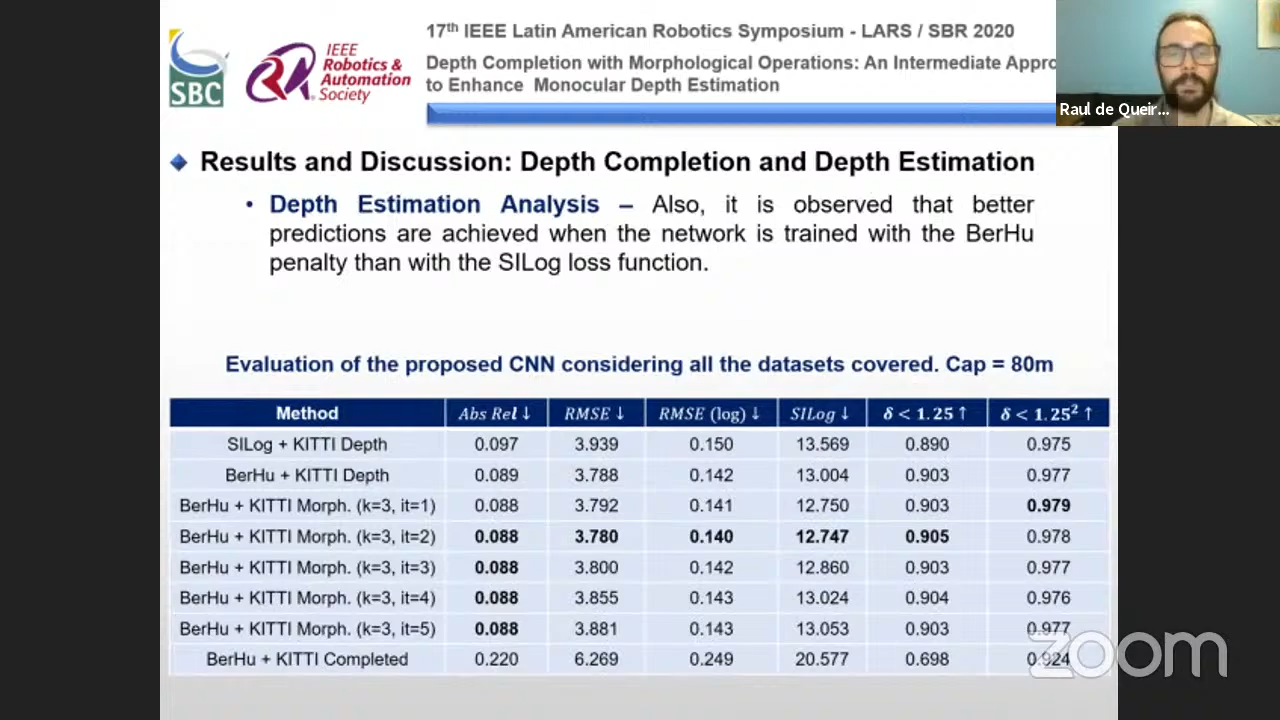 17th IEEE Latin American Robotics Symposium - LARS / SBR 2020
Depth Completion with Morphological Operations: An Intermediate Appro
to Enhance Monocular Depth Estimation
SBC
IEEE
Robotics &
Automation
Society
Raul de Queir...
Results and Discussion: Depth Completion and Depth Estimation
• Depth Estimation Analysis – Also, it is observed that better
predictions are achieved when the network is trained with the BerHu
penalty than with the SILog loss function.
Evaluation of the proposed CNN considering all the datasets covered. Cap = 80m
Method Abs Rel ↓ RMSE ↓ RMSE (log) ↓ SILog ↓ δ < 1.25 ↑ δ < 1.25² ↑
SILog + KITTI Depth 0.097 3.939 0.150 13.569 0.890 0.975
BerHu + KITTI Depth 0.089 3.788 0.142 13.004 0.903 0.977
BerHu + KITTI Morph. (k=3, it=1) 0.088 3.792 0.141 12.750 0.903 0.979
BerHu + KITTI Morph. (k=3, it=2) 0.088 3.780 0.140 12.747 0.905 0.978
BerHu + KITTI Morph. (k=3, it=3) 0.088 3.800 0.142 12.860 0.903 0.977
BerHu + KITTI Morph. (k=3, it=4) 0.088 3.855 0.143 13.024 0.904 0.976
BerHu + KITTI Morph. (k=3, it=5) 0.088 3.881 0.143 13.053 0.903 0.977
BerHu + KITTI Completed 0.220 6.269 0.249 20.577 0.698 0.924
zoom